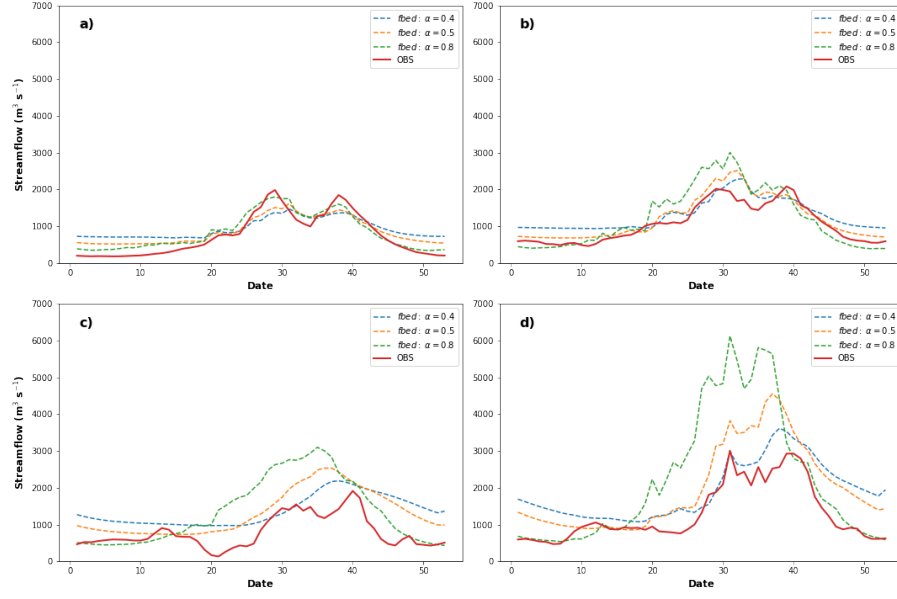 a)
fbed: α = 0.4
fbed: α = 0.5
fbed: α = 0.8
OBS
7000
6000
5000
4000
3000
2000
1000
0
Streamflow (m³ s⁻¹)
0 10 20 30 40 50
Date
b)
fbed: α = 0.4
fbed: α = 0.5
fbed: α = 0.8
OBS
7000
6000
5000
4000
3000
2000
1000
0
0 10 20 30 40 50
Date
c)
fbed: α = 0.4
fbed: α = 0.5
fbed: α = 0.8
OBS
7000
6000
5000
4000
3000
2000
1000
0
Streamflow (m³ s⁻¹)
0 10 20 30 40 50
Date
d)
fbed: α = 0.4
fbed: α = 0.5
fbed: α = 0.8
OBS
7000
6000
5000
4000
3000
2000
1000
0
0 10 20 30 40 50
Date